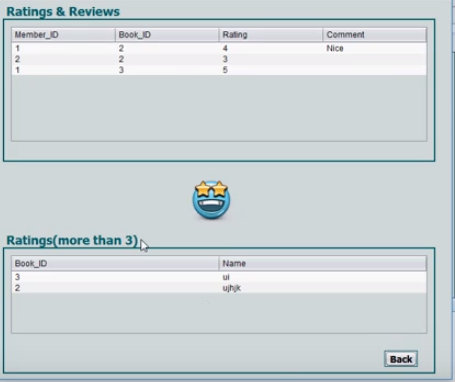 Ratings & Reviews
Member_ID Book_ID Rating Comment
1 2 4 Nice
2 2 3
1 3 5
Ratings(more than 3)
Book_ID Name
3 ui
2 ujhjk
Back